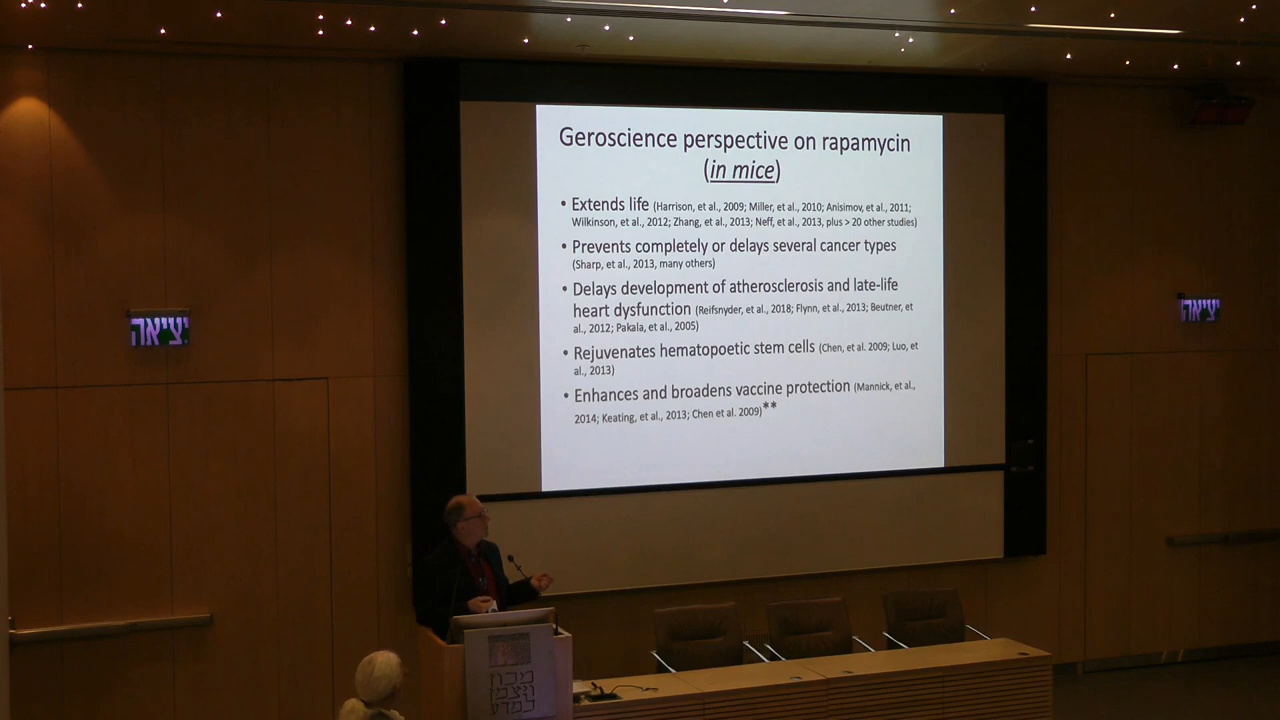 Geroscience perspective on rapamycin
(in mice)
• Extends life (Harrison, et al., 2009; Miller, et al., 2010; Anisimov, et al., 2011;
Wilkinson, et al., 2012; Zhang, et al., 2013; Neff, et al., 2013, plus > 20 other studies)
• Prevents completely or delays several cancer types
(Sharp, et al., 2013, many others)
• Delays development of atherosclerosis and late-life
heart dysfunction (Reifsnyder, et al., 2018; Flynn, et al., 2013; Beutner, et
al., 2012; Pakala, et al., 2005)
• Rejuvenates hematopoetic stem cells (Chen, et al. 2009; Luo, et
al., 2013)
• Enhances and broadens vaccine protection (Mannick, et al.,
2014; Keating, et al., 2013; Chen et al. 2009)**
יציאה
יציאה
מכון
ויצמן
למדע